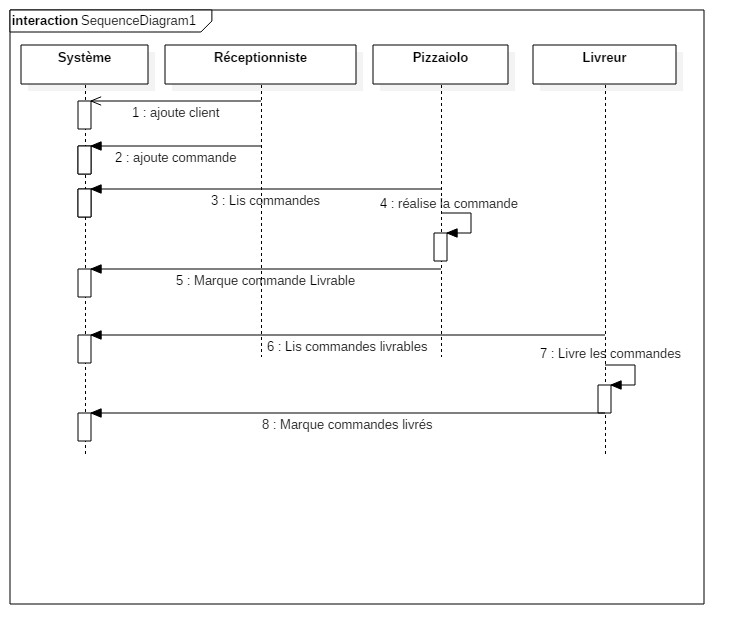 interaction SequenceDiagram1
Système
Réceptionniste
Pizzaiolo
Livreur
1 : ajoute client
2 : ajoute commande
3 : Lis commandes
4 : réalise la commande
5 : Marque commande Livrable
6 : Lis commandes livrables
7 : Livre les commandes
8 : Marque commandes livrés